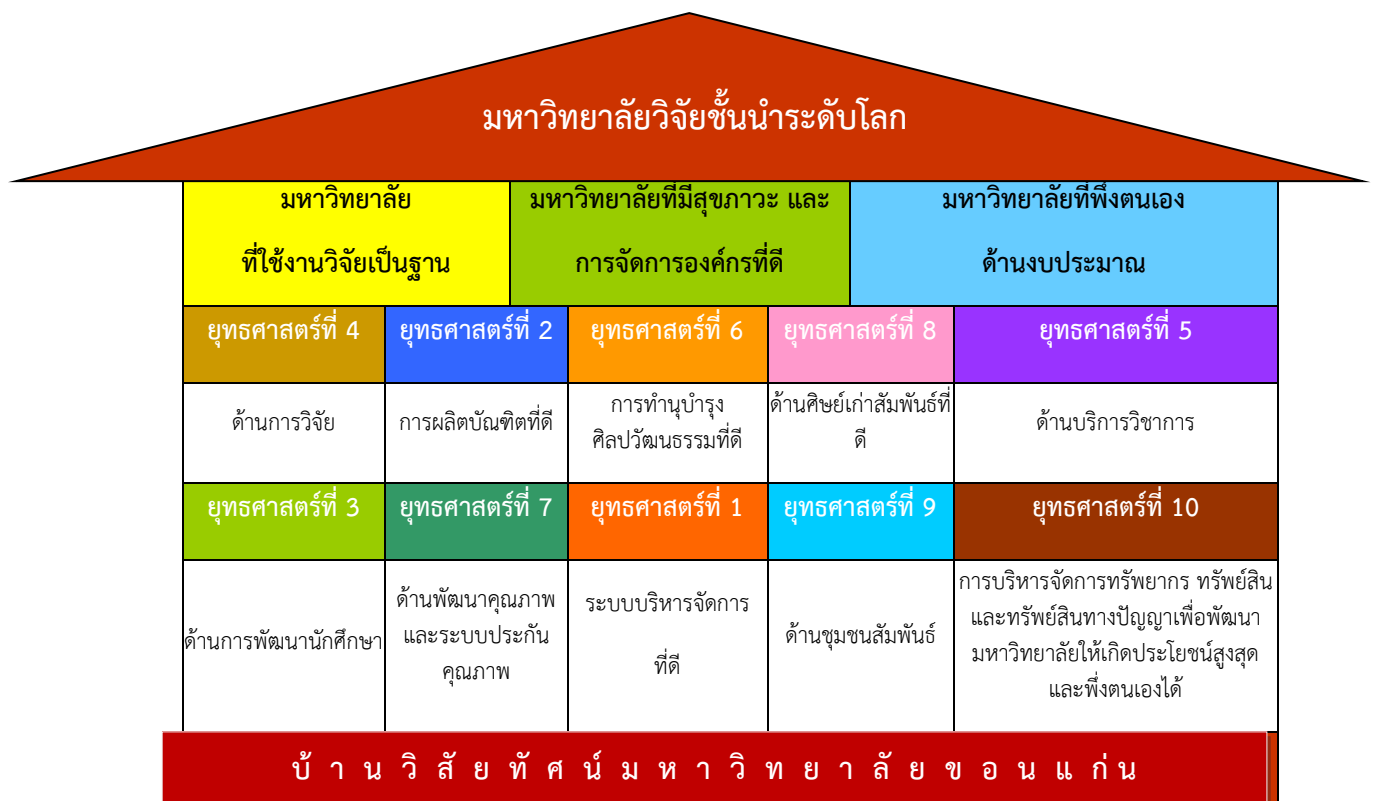 มหาวิทยาลัยวิจัยชั้นนำระดับโลก
มหาวิทยาลัย
ที่ใช้งานวิจัยเป็นฐาน
มหาวิทยาลัยที่มีสุขภาวะ และ
การจัดการองค์กรที่ดี
มหาวิทยาลัยที่พึ่งตนเอง
ด้านงบประมาณ
ยุทธศาสตร์ที่ 4
ยุทธศาสตร์ที่ 2
ยุทธศาสตร์ที่ 6
ยุทธศาสตร์ที่ 8
ยุทธศาสตร์ที่ 5
ด้านการวิจัย
การผลิตบัณฑิตที่ดี
การทำนุบำรุง
ศิลปวัฒนธรรมที่ดี
ด้านศิษย์เก่าสัมพันธ์ที่
ดี
ด้านบริการวิชาการ
ยุทธศาสตร์ที่ 3
ยุทธศาสตร์ที่ 7
ยุทธศาสตร์ที่ 1
ยุทธศาสตร์ที่ 9
ยุทธศาสตร์ที่ 10
ด้านการพัฒนานักศึกษา
ด้านพัฒนาคุณภาพ
และระบบประกัน
คุณภาพ
ระบบบริหารจัดการ
ที่ดี
ด้านชุมชนสัมพันธ์
การบริหารจัดการทรัพยากร ทรัพย์สิน
และทรัพย์สินทางปัญญาเพื่อพัฒนา
มหาวิทยาลัยให้เกิดประโยชน์สูงสุด
และพึ่งตนเองได้
บ้านวิสัยทัศน์มหาวิทยาลัยขอนแก่น